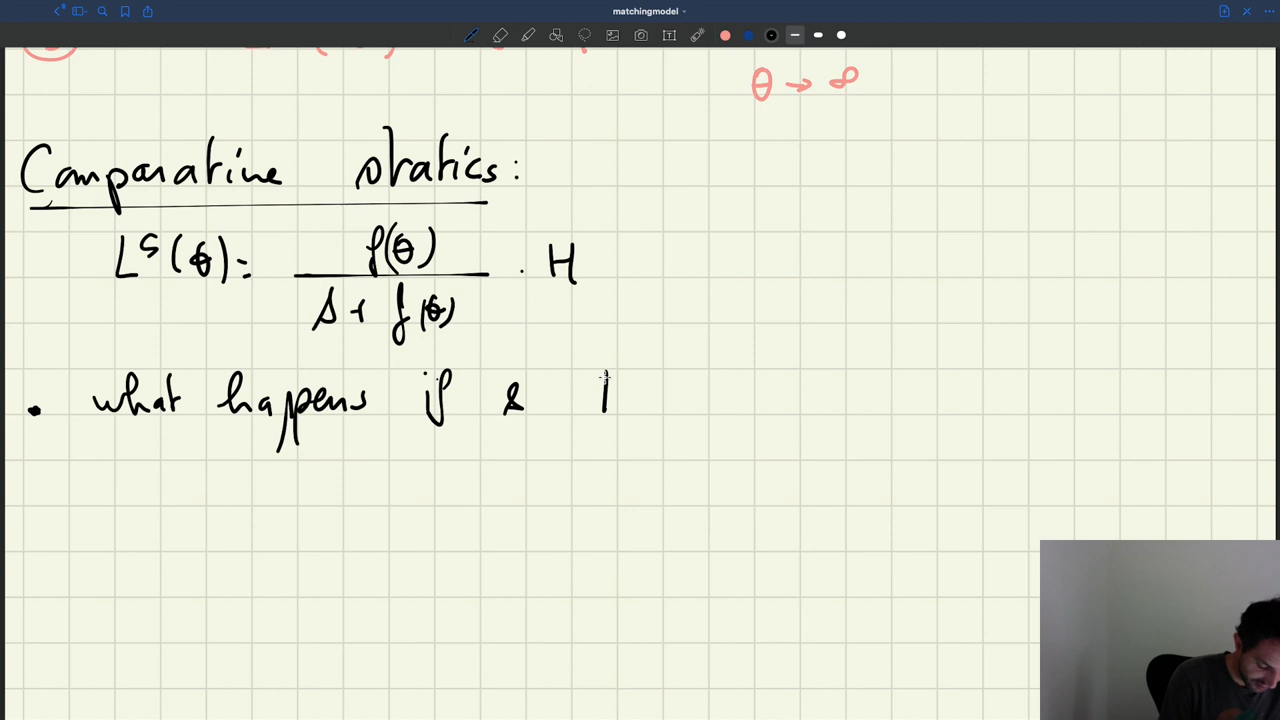 matchingmodel
θ → ∞
Comparative statics:
L^s(θ) = f(θ) / s + f(θ) · H
• what happens if s